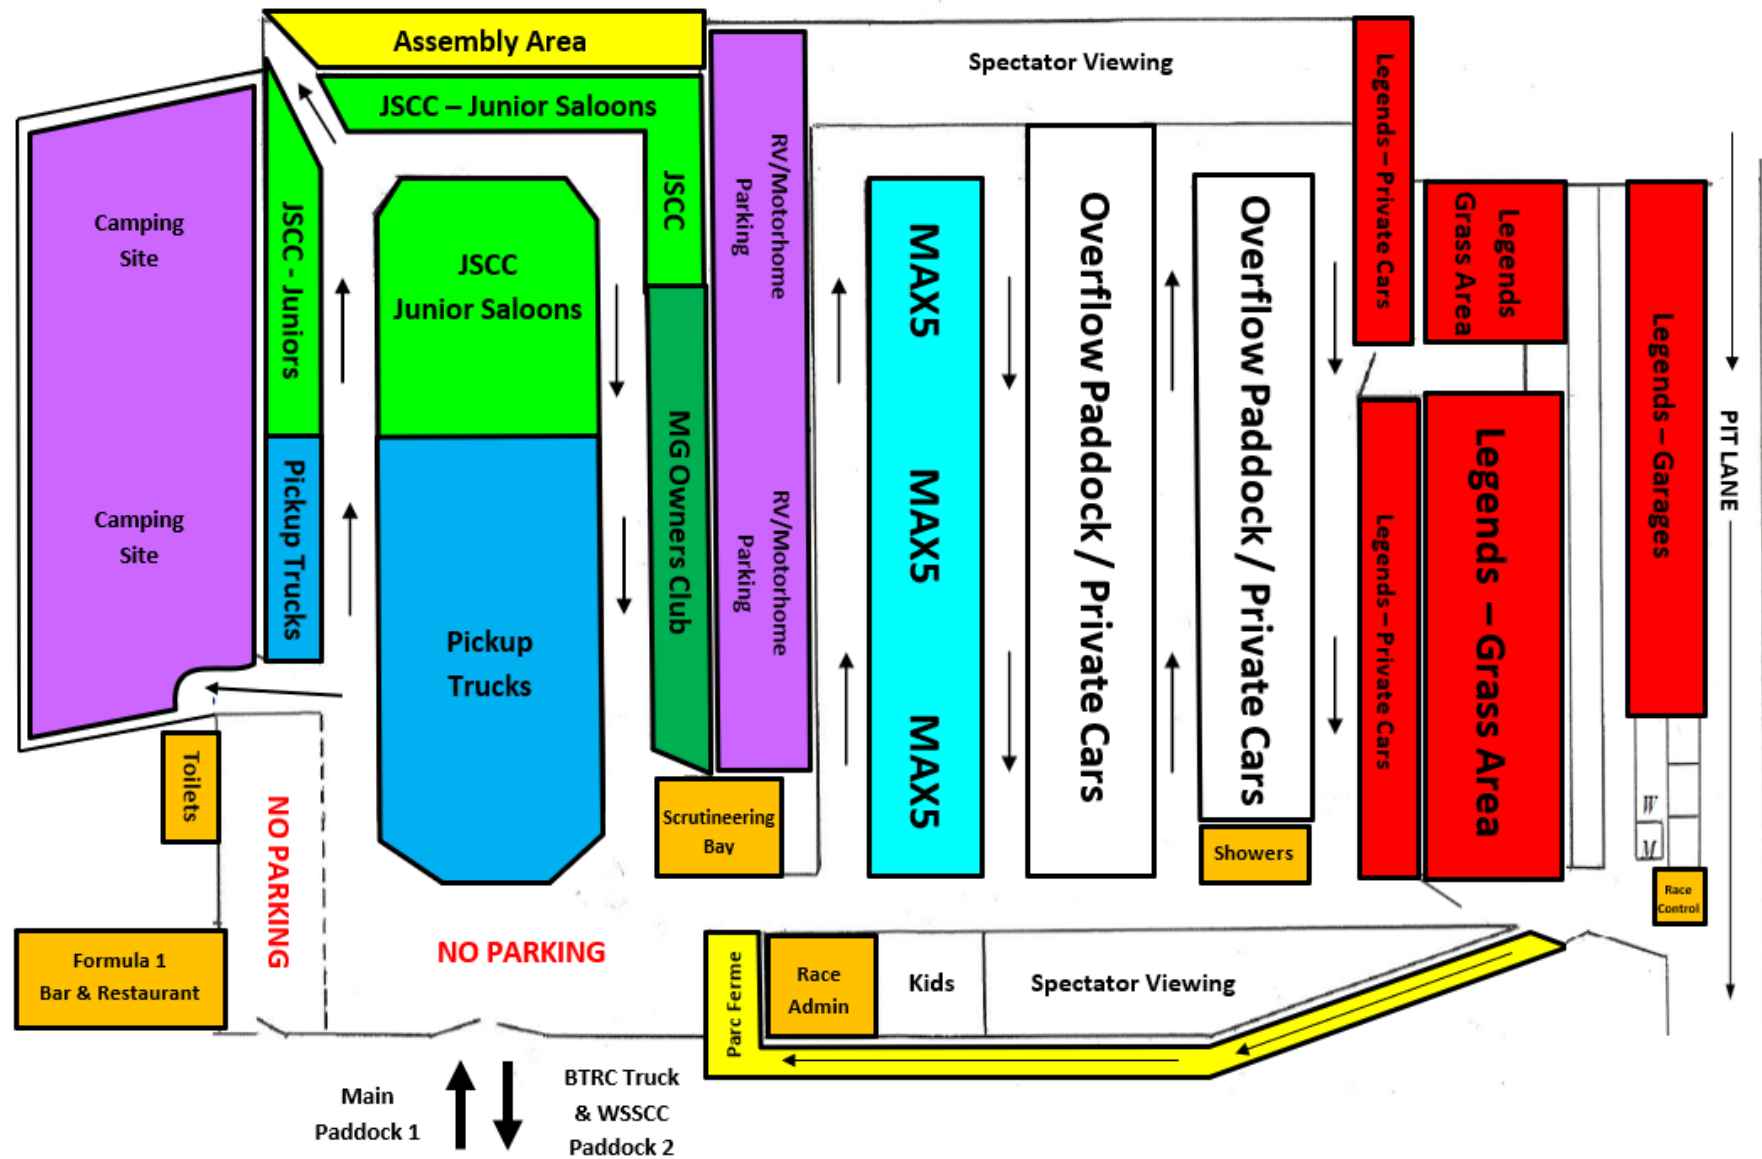 Assembly Area
JSCC – Junior Saloons
JSCC
JSCC - Juniors
JSCC
Junior Saloons
Camping
Site
Camping
Site
Pickup Trucks
Pickup
Trucks
MG Owners Club
RV/Motorhome
Parking
RV/Motorhome
Parking
Spectator Viewing
MAX5
MAX5
MAX5
Overflow Paddock / Private Cars
Overflow Paddock / Private Cars
Legends – Private Cars
Legends
Grass Area
Legends – Private Cars
Legends – Grass Area
Legends – Garages
PIT LANE
Toilets
NO PARKING
Scrutineering
Bay
Showers
W
M
Race
Control
Formula 1
Bar & Restaurant
NO PARKING
Parc Ferme
Race
Admin
Kids
Spectator Viewing
Main
Paddock 1
BTRC Truck
& WSSCC
Paddock 2